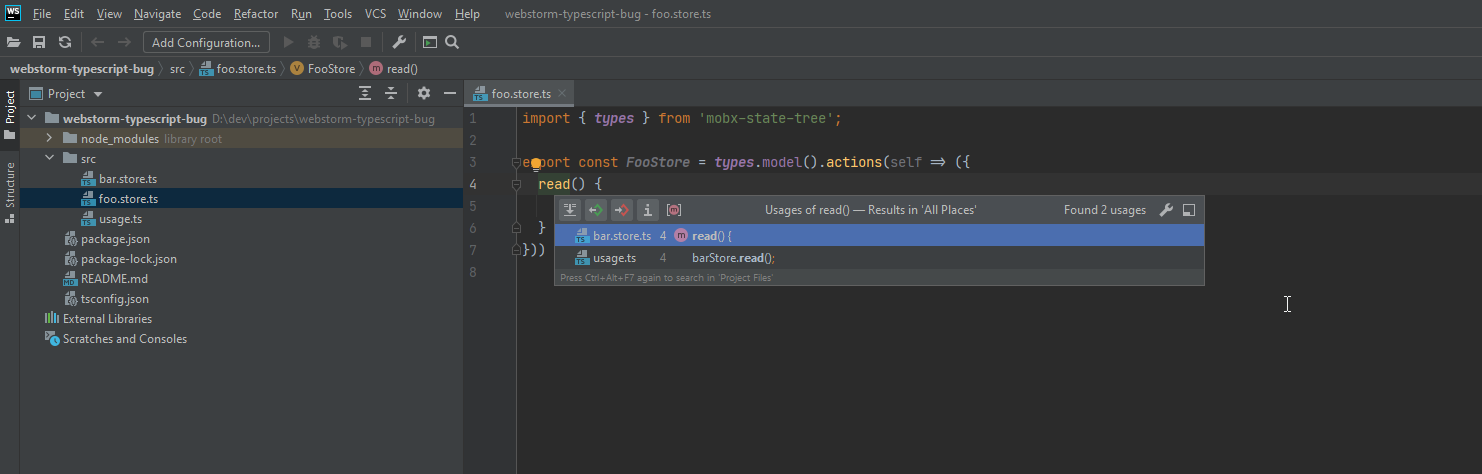 WS File Edit View Navigate Code Refactor Run Tools VCS Window Help webstorm-typescript-bug - foo.store.ts
Add Configuration...
webstorm-typescript-bug src foo.store.ts FooStore read()
Project
Structure
Project
webstorm-typescript-bug D:\dev\projects\webstorm-typescript-bug
node_modules library root
src
bar.store.ts
foo.store.ts
usage.ts
package.json
package-lock.json
README.md
tsconfig.json
External Libraries
Scratches and Consoles
foo.store.ts
1 import { types } from 'mobx-state-tree';
2
3 export const FooStore = types.model().actions(self ⇒ ({
4 read() {
5
6 }
7 }))
8
Usages of read() — Results in 'All Places' Found 2 usages
bar.store.ts 4 m read() {
usage.ts 4 barStore.read();
Press Ctrl+Alt+F7 again to search in 'Project Files'